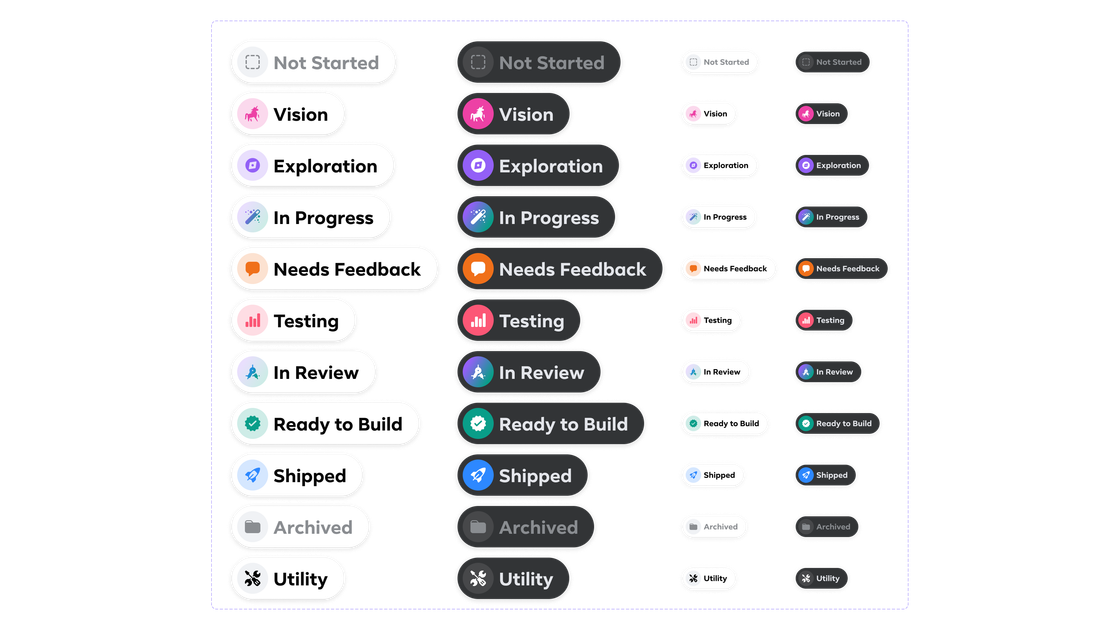 Not Started Not Started Not Started Not Started
Vision Vision Vision Vision
Exploration Exploration Exploration Exploration
In Progress In Progress In Progress In Progress
Needs Feedback Needs Feedback Needs Feedback Needs Feedback
Testing Testing Testing Testing
In Review In Review In Review In Review
Ready to Build Ready to Build Ready to Build Ready to Build
Shipped Shipped Shipped Shipped
Archived Archived Archived Archived
Utility Utility Utility Utility